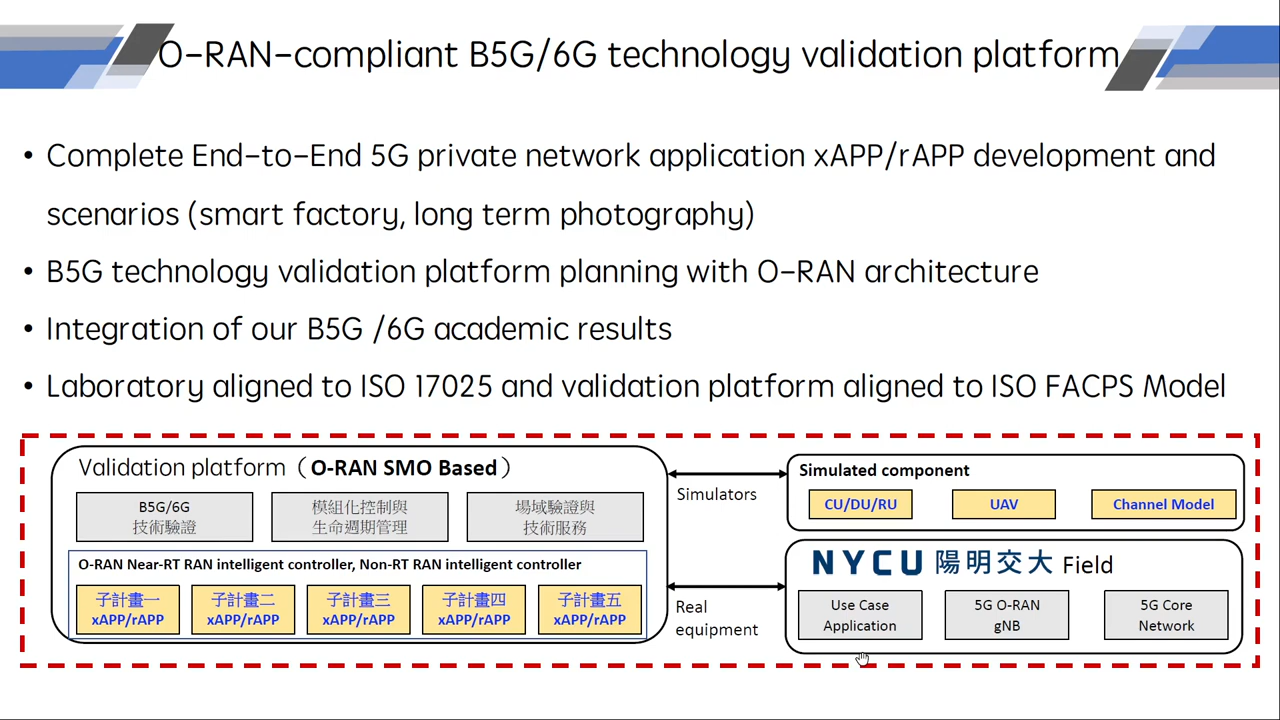 O-RAN-compliant B5G/6G technology validation platform
• Complete End-to-End 5G private network application xAPP/rAPP development and
scenarios (smart factory, long term photography)
• B5G technology validation platform planning with O-RAN architecture
• Integration of our B5G /6G academic results
• Laboratory aligned to ISO 17025 and validation platform aligned to ISO FACPS Model
Validation platform（O-RAN SMO Based）
B5G/6G
技術驗證
模組化控制與
生命週期管理
場域驗證與
技術服務
O-RAN Near-RT RAN intelligent controller, Non-RT RAN intelligent controller
子計畫一
xAPP/rAPP
子計畫二
xAPP/rAPP
子計畫三
xAPP/rAPP
子計畫四
xAPP/rAPP
子計畫五
xAPP/rAPP
Simulators
Real
equipment
Simulated component
CU/DU/RU
UAV
Channel Model
NYCU 陽明交大 Field
Use Case
Application
5G O-RAN
gNB
5G Core
Network